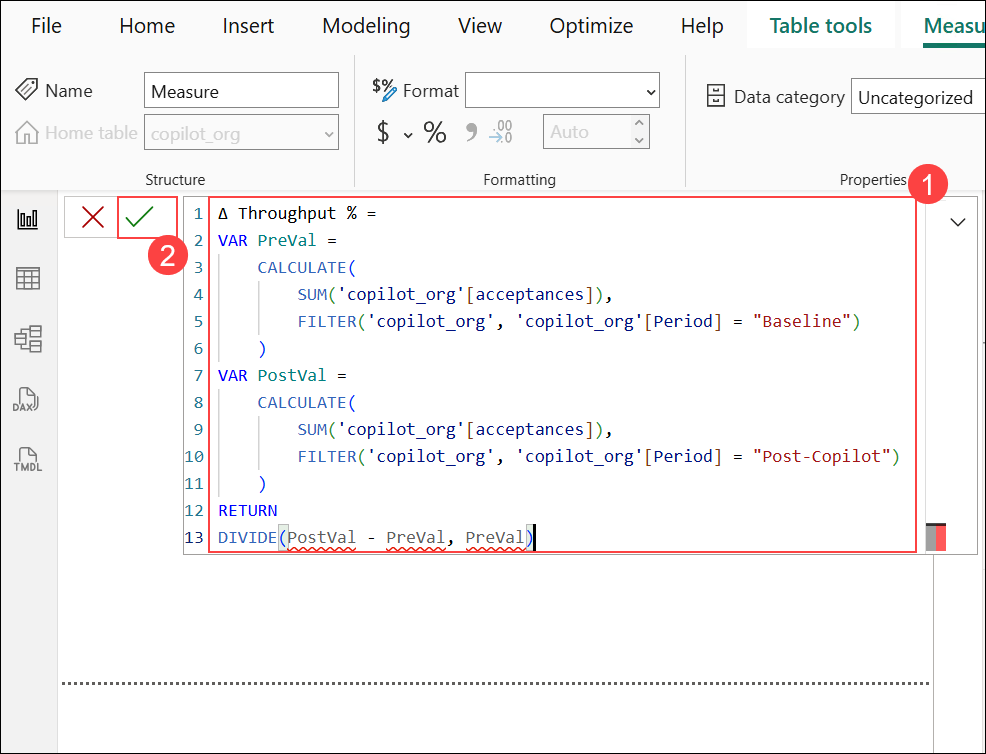 File Home Insert Modeling View Optimize Help Table tools Measu
Name Measure $% Format Data category Uncategorized
Home table copilot_org $ % .00 Auto
Structure Formatting Properties
1
2
1 Δ Throughput % =
2 VAR PreVal =
3 CALCULATE(
4 SUM('copilot_org'[acceptances]),
5 FILTER('copilot_org', 'copilot_org'[Period] = "Baseline")
6 )
7 VAR PostVal =
8 CALCULATE(
9 SUM('copilot_org'[acceptances]),
10 FILTER('copilot_org', 'copilot_org'[Period] = "Post-Copilot")
11 )
12 RETURN
13 DIVIDE(PostVal - PreVal, PreVal)
DAX
TMDL